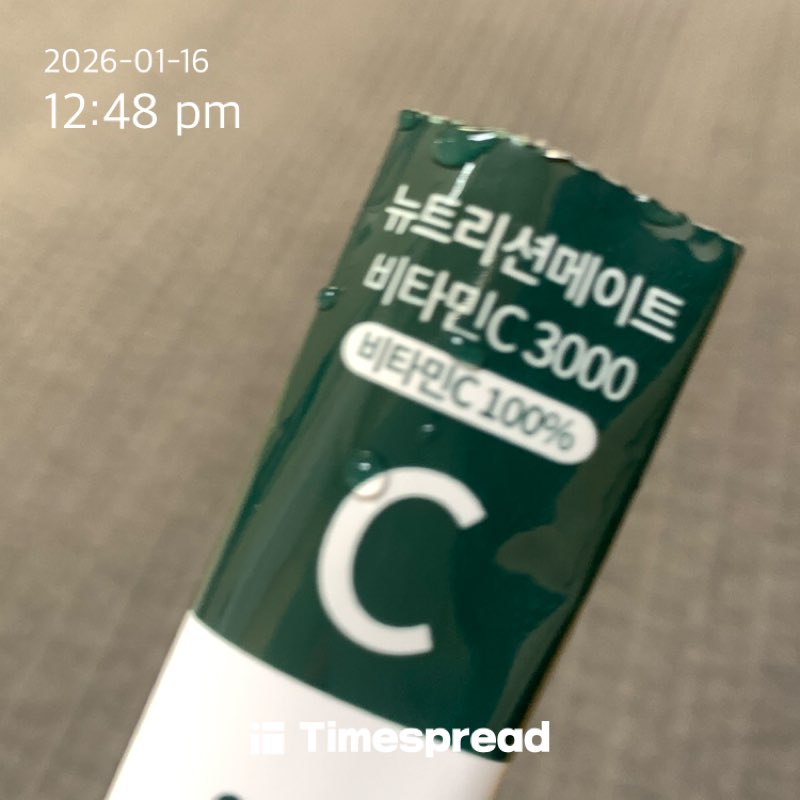 2026-01-16
12:48 pm
뉴트리션메이트
비타민C 3000
비타민C 100%
C
Timespread